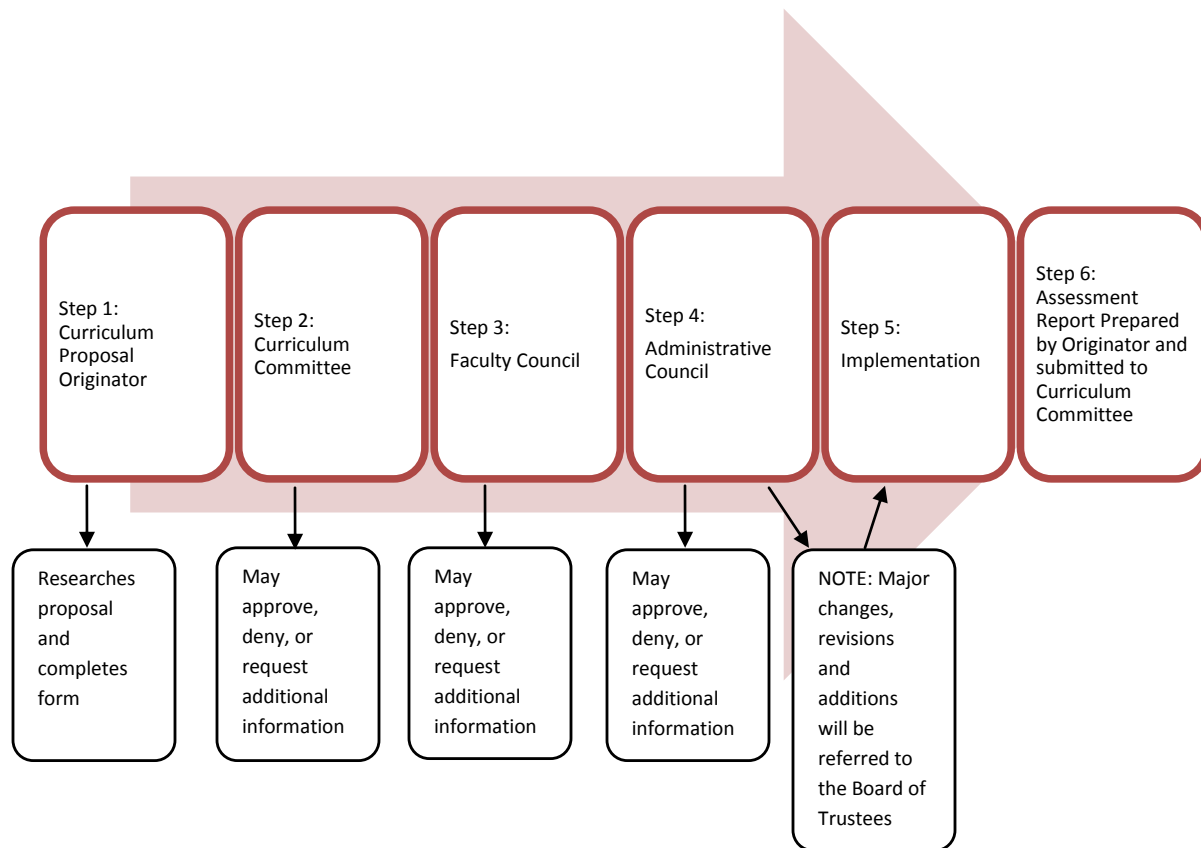 Step 1:
Curriculum
Proposal
Originator
Step 2:
Curriculum
Committee
Step 3:
Faculty Council
Step 4:
Administrative
Council
Step 5:
Implementation
Step 6:
Assessment
Report Prepared
by Originator and
submitted to
Curriculum
Committee
Researches
proposal
and
completes
form
May
approve,
deny, or
request
additional
information
May
approve,
deny, or
request
additional
information
May
approve,
deny, or
request
additional
information
NOTE: Major
changes,
revisions
and
additions
will be
referred to
the Board of
Trustees